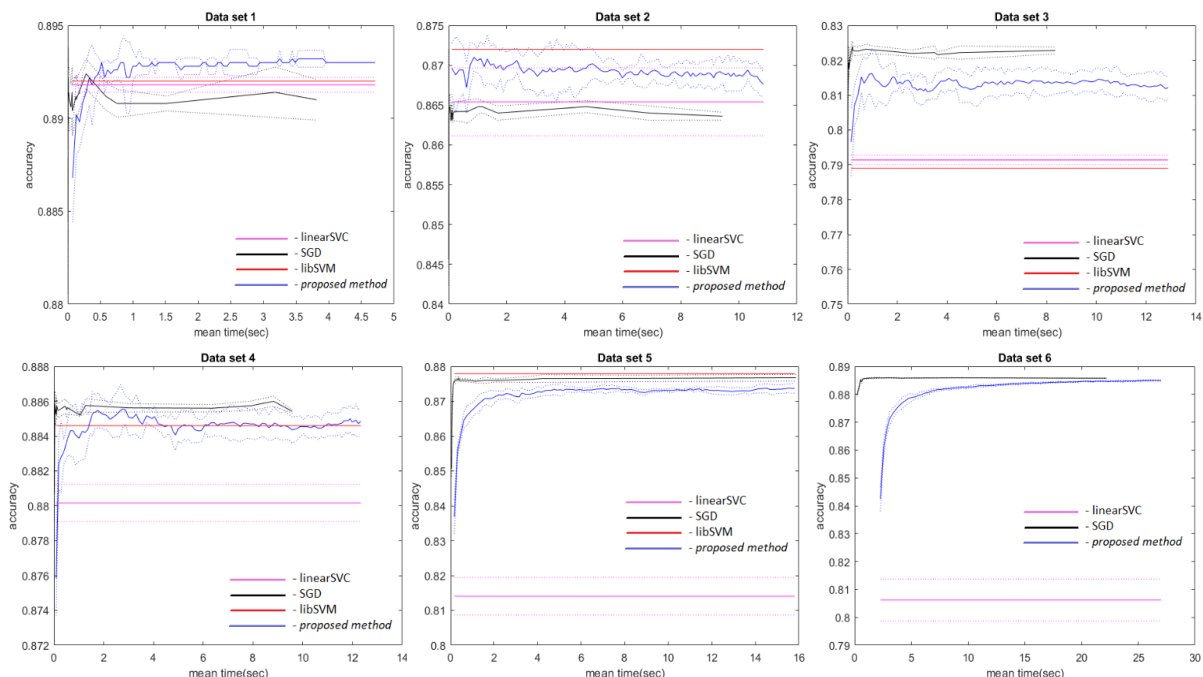 Data set 1
0.895
0.89
0.885
0.88
accuracy
0 0.5 1 1.5 2 2.5 3 3.5 4 4.5 5
mean time(sec)
- linearSVC
- SGD
- libSVM
- proposed method
Data set 2
0.875
0.87
0.865
0.86
0.855
0.85
0.845
0.84
accuracy
0 2 4 6 8 10 12
mean time(sec)
- linearSVC
- SGD
- libSVM
- proposed method
Data set 3
0.83
0.82
0.81
0.8
0.79
0.78
0.77
0.76
0.75
accuracy
0 2 4 6 8 10 12 14
mean time(sec)
- linearSVC
- SGD
- libSVM
- proposed method
Data set 4
0.888
0.886
0.884
0.882
0.88
0.878
0.876
0.874
0.872
accuracy
0 2 4 6 8 10 12 14
mean time(sec)
- linearSVC
- SGD
- libSVM
- proposed method
Data set 5
0.88
0.87
0.86
0.85
0.84
0.83
0.82
0.81
0.8
accuracy
0 2 4 6 8 10 12 14 16
mean time(sec)
- linearSVC
- SGD
- libSVM
- proposed method
Data set 6
0.89
0.88
0.87
0.86
0.85
0.84
0.83
0.82
0.81
0.8
0.79
accuracy
0 5 10 15 20 25 30
mean time(sec)
- linearSVC
- SGD
- proposed method